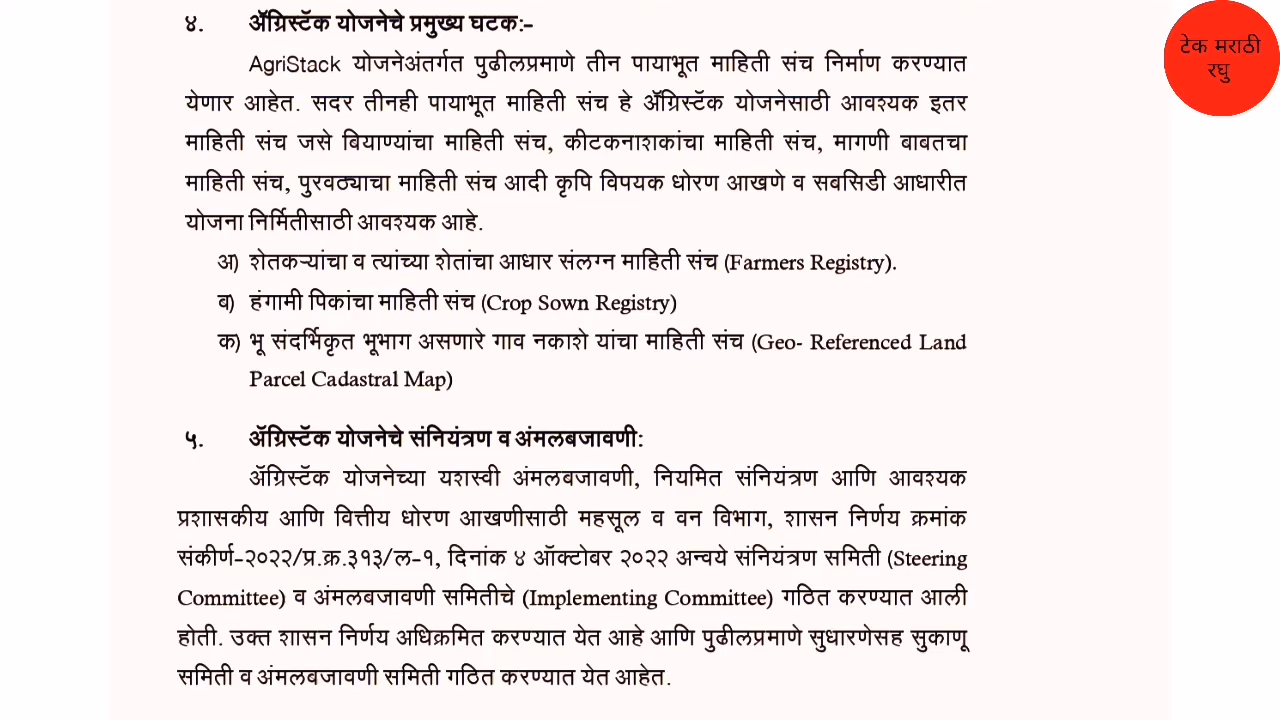 ४. ॲग्रिस्टॅक योजनेचे प्रमुख्य घटक:-
AgriStack योजनेअंतर्गत पुढीलप्रमाणे तीन पायाभूत माहिती संच निर्माण करण्यात
येणार आहेत. सदर तीनही पायाभूत माहिती संच हे ॲग्रिस्टॅक योजनेसाठी आवश्यक इतर
माहिती संच जसे बियाण्यांचा माहिती संच, कीटकनाशकांचा माहिती संच, मागणी बाबतचा
माहिती संच, पुरवठ्याचा माहिती संच आदी कृषि विषयक धोरण आखणे व सबसिडी आधारीत
योजना निर्मितीसाठी आवश्यक आहे.
अ) शेतकऱ्यांचा व त्यांच्या शेतांचा आधार संलग्न माहिती संच (Farmers Registry).
ब) हंगामी पिकांचा माहिती संच (Crop Sown Registry)
क) भू संदर्भिकृत भूभाग असणारे गाव नकाशे यांचा माहिती संच (Geo- Referenced Land
Parcel Cadastral Map)
५. ॲग्रिस्टॅक योजनेचे संनियंत्रण व अंमलबजावणी:
ॲग्रिस्टॅक योजनेच्या यशस्वी अंमलबजावणी, नियमित संनियंत्रण आणि आवश्यक
प्रशासकीय आणि वित्तीय धोरण आखणीसाठी महसूल व वन विभाग, शासन निर्णय क्रमांक
संकीर्ण-२०२२/प्र.क्र.३१३/ल-१, दिनांक ४ ऑक्टोबर २०२२ अन्वये संनियंत्रण समिती (Steering
Committee) व अंमलबजावणी समितीचे (Implementing Committee) गठित करण्यात आली
होती. उक्त शासन निर्णय अधिक्रमित करण्यात येत आहे आणि पुढीलप्रमाणे सुधारणेसह सुकाणू
समिती व अंमलबजावणी समिती गठित करण्यात येत आहेत.
टेक मराठी
रघु